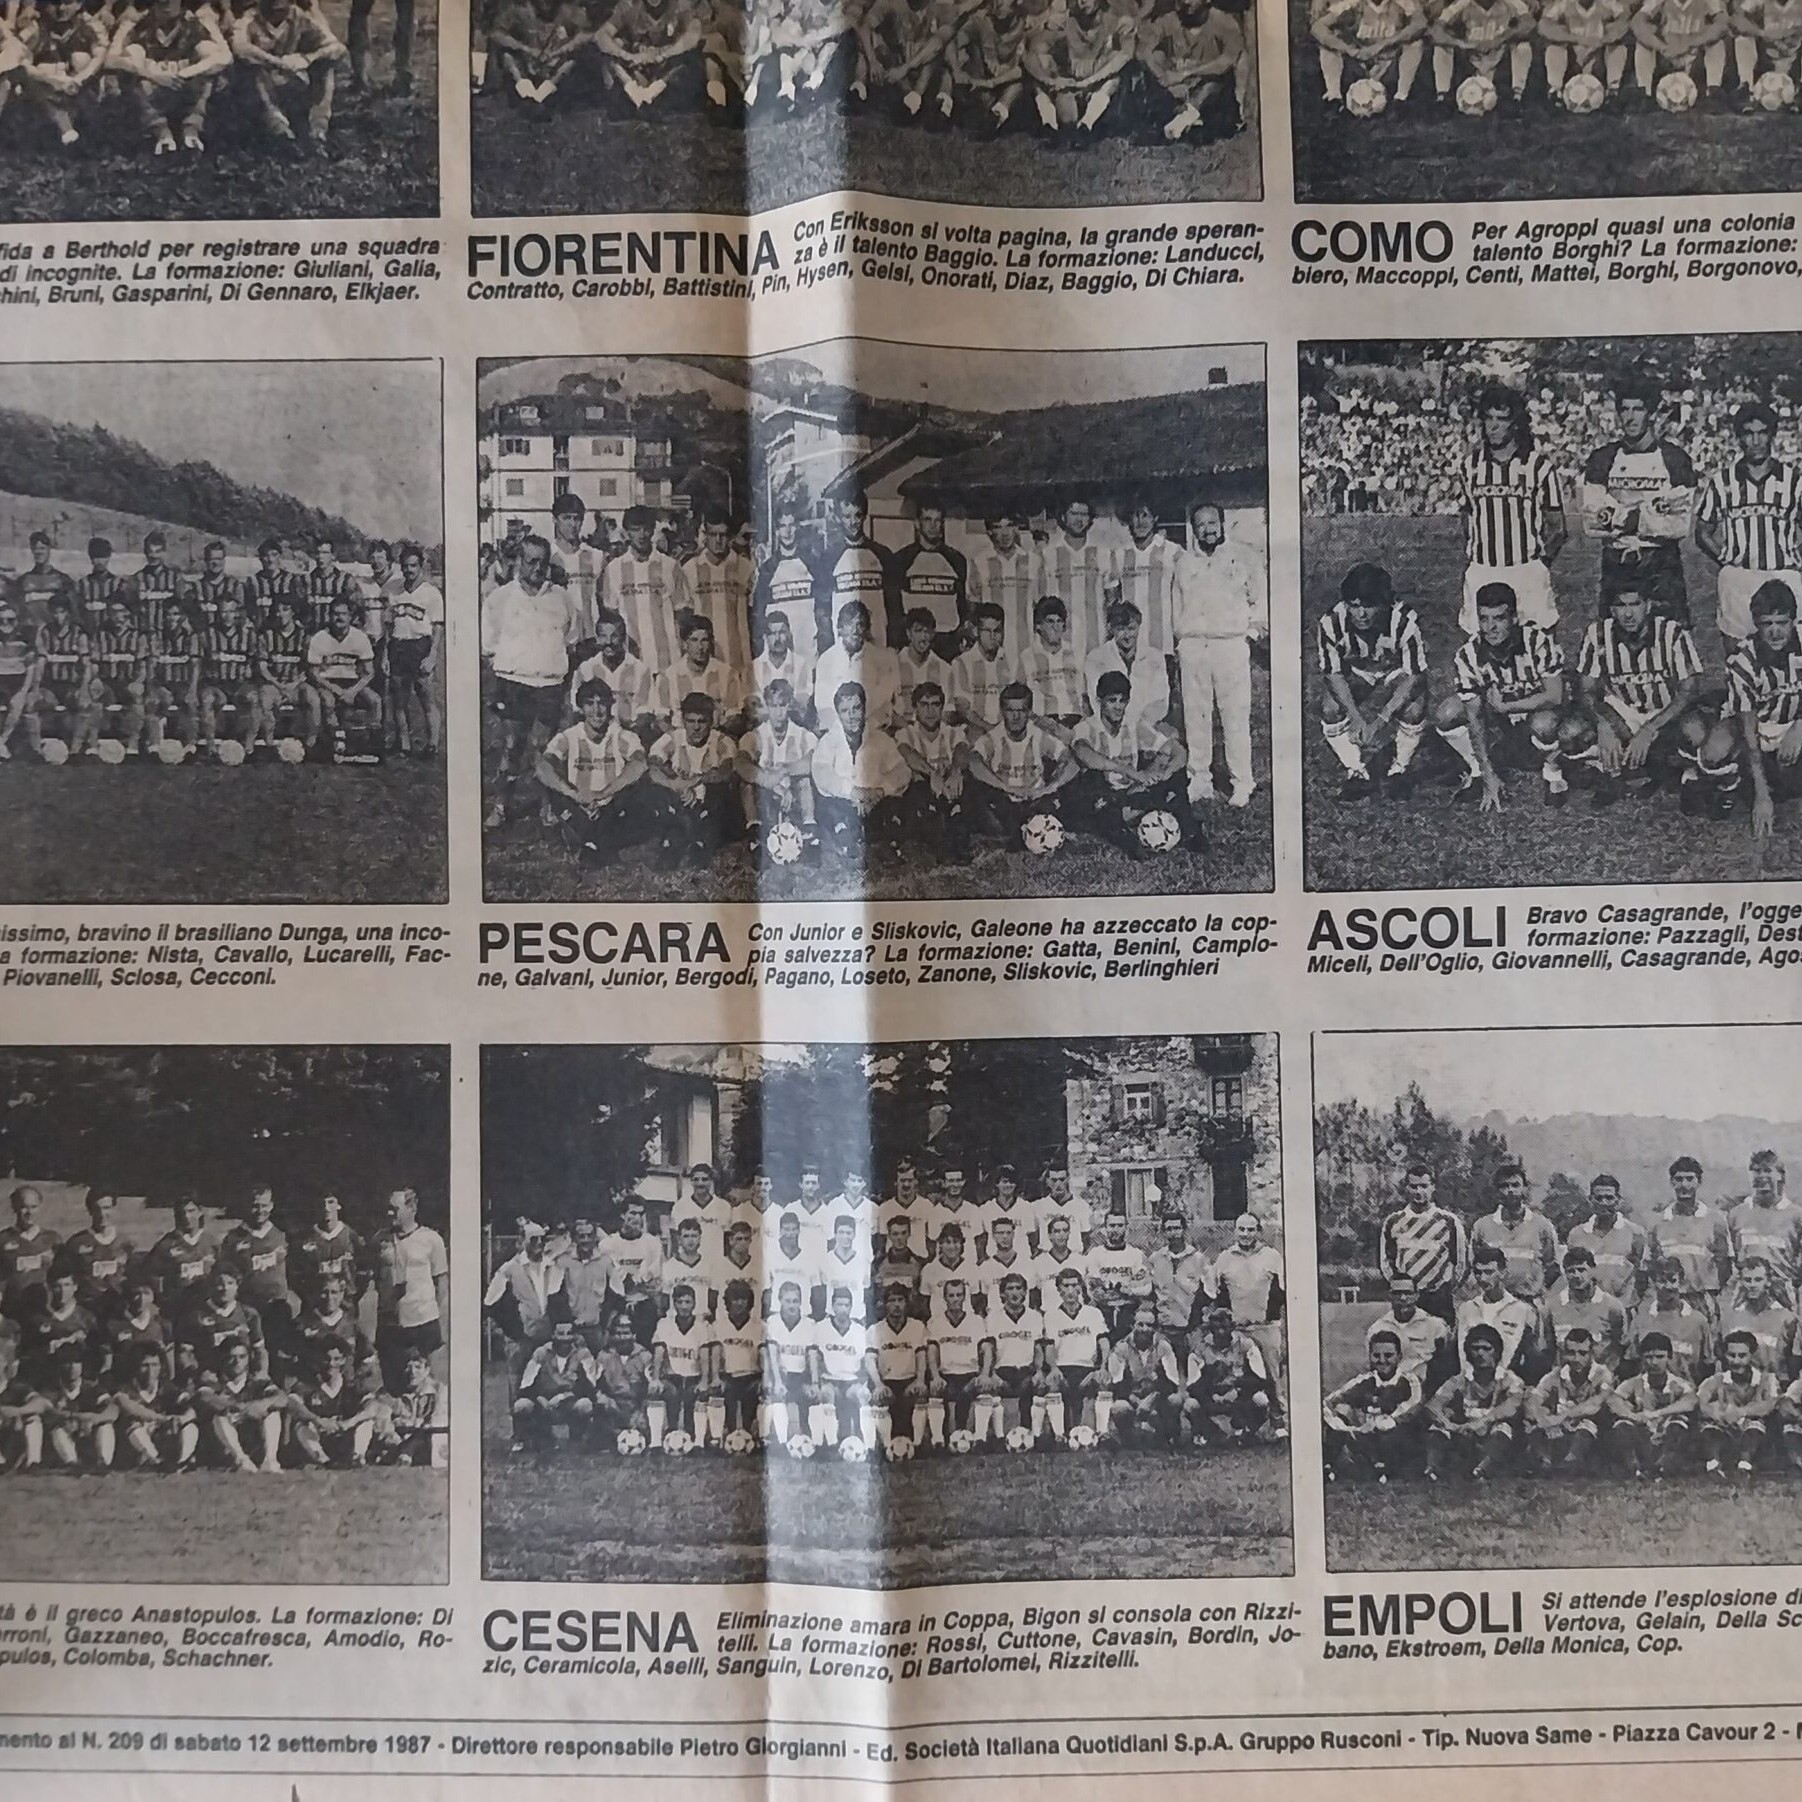 fida a Berthold per registrare una squadra
di incognite. La formazione: Giuliani, Galia,
hini, Bruni, Gasparini, Di Gennaro, Elkjaer.
FIORENTINA Con Eriksson si volta pagina, la grande speran-
za è il talento Baggio. La formazione: Landucci,
Contratto, Carobbi, Battistini, Pin, Hysen, Gelsi, Onorati, Diaz, Baggio, Di Chiara.
COMO Per Agroppi quasi una colonia
talento Borghi? La formazione:
biero, Maccoppi, Centi, Mattei, Borghi, Borgonovo,
issimo, bravino il brasiliano Dunga, una inco-
a formazione: Nista, Cavallo, Lucarelli, Fac-
Piovanelli, Sclosa, Cecconi.
PESCARA Con Junior e Sliskovic, Galeone ha azzeccato la cop-
pia salvezza? La formazione: Gatta, Benini, Campio-
ne, Galvani, Junior, Bergodi, Pagano, Loseto, Zanone, Sliskovic, Berlinghieri
ASCOLI Bravo Casagrande, l'ogge
formazione: Pazzagli, Dest
Miceli, Dell'Oglio, Giovannelli, Casagrande, Agos
tà è il greco Anastopulos. La formazione: Di
rroni, Gazzaneo, Boccafresca, Amodio, Ro-
pulos, Colomba, Schachner.
CESENA Eliminazione amara in Coppa, Bigon si consola con Rizzi-
telli. La formazione: Rossi, Cuttone, Cavasin, Bordin, Jo-
zic, Ceramicola, Aselli, Sanguin, Lorenzo, Di Bartolomei, Rizzitelli.
EMPOLI Si attende l'esplosione di
Vertova, Gelain, Della Sc
bano, Ekstroem, Della Monica, Cop.
mento al N. 209 di sabato 12 settembre 1987 - Direttore responsabile Pietro Giorgianni - Ed. Società Italiana Quotidiani S.p.A. Gruppo Rusconi - Tip. Nuova Same - Piazza Cavour 2 -